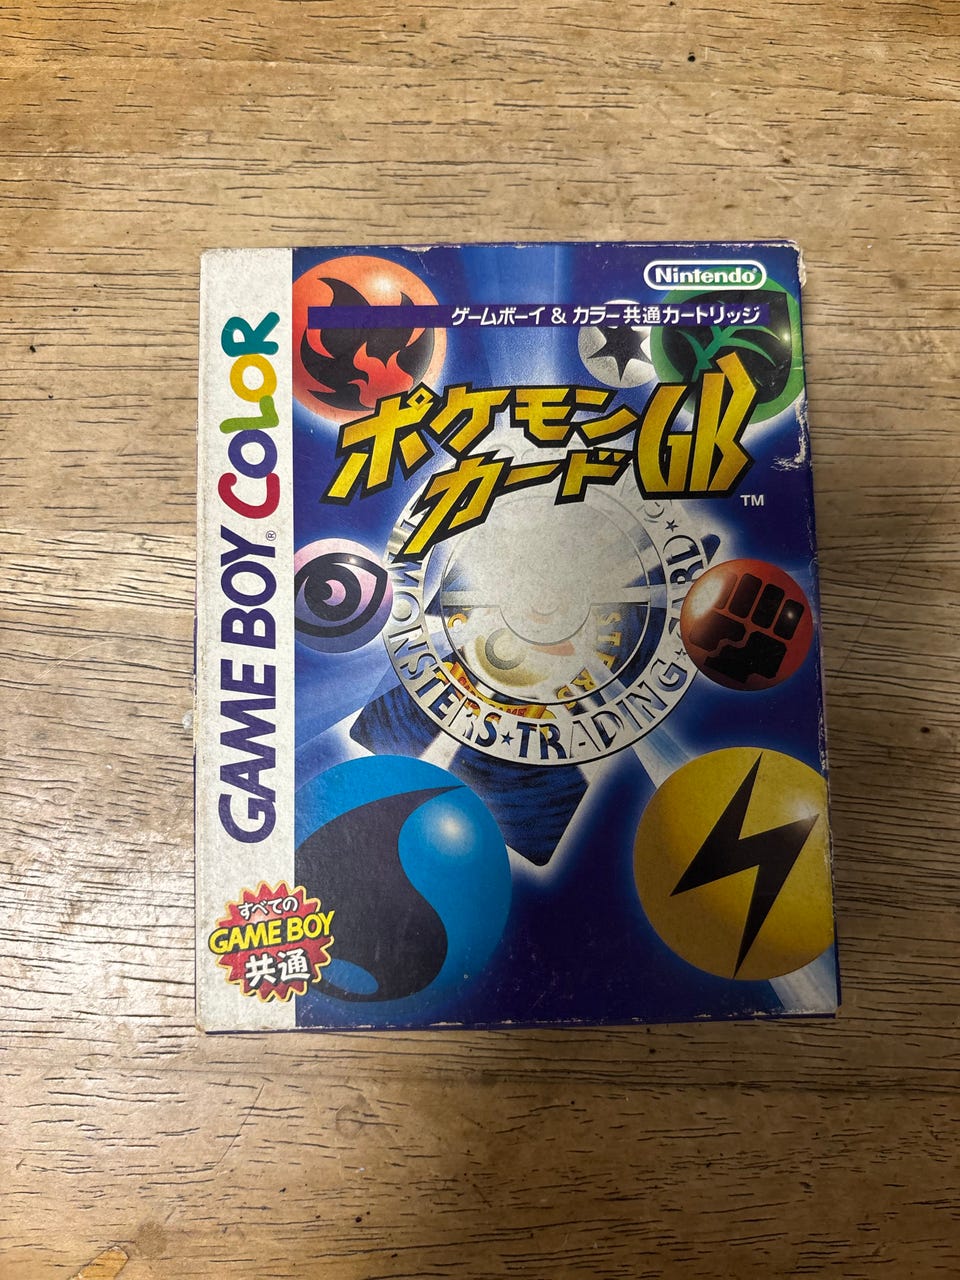 Nintendo®
ゲームボーイ & カラー共通カートリッジ
ポケモン
カードGB
TM
GAME BOY® COLOR
MONSTERS★TRADING★CARD★
すべての
GAME BOY
共通